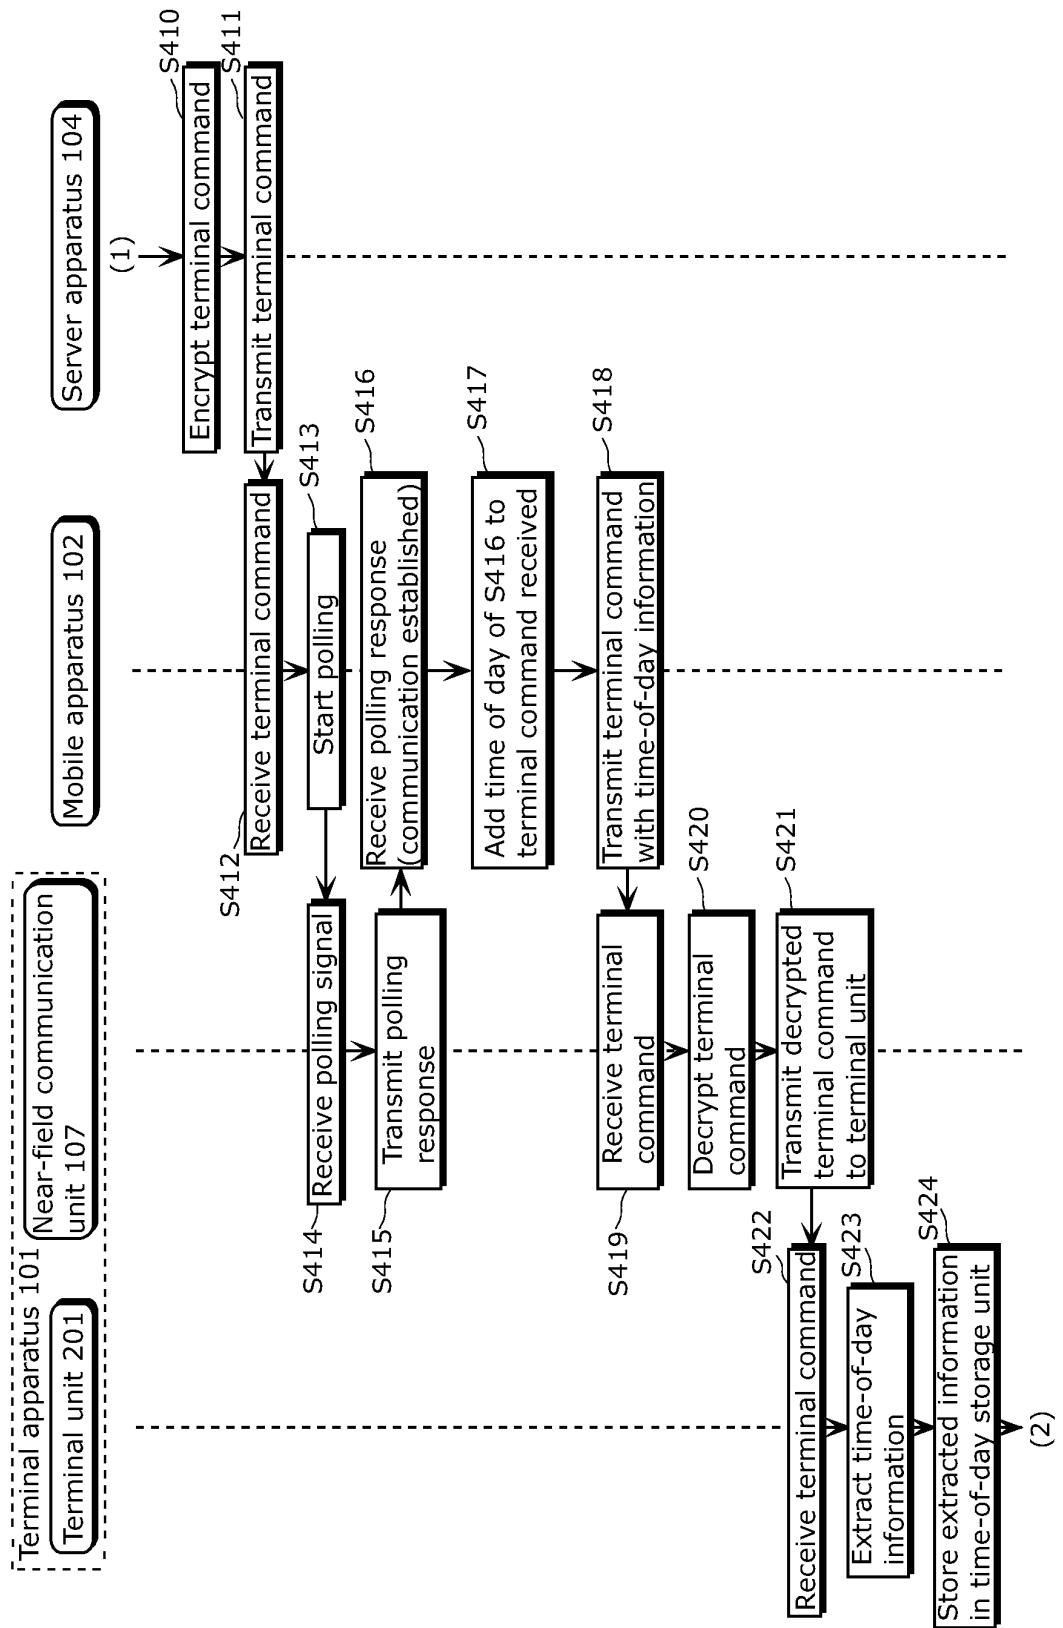 Terminal apparatus 101
Terminal unit 201
Near-field communication
unit 107
Mobile apparatus 102
Server apparatus 104
(1)
Encrypt terminal command
S410
Transmit terminal command
S411
S412
Receive terminal command
Start polling
S413
S414
Receive polling signal
S415
Transmit polling
response
Receive polling response
(communication established)
S416
Add time of day of S416 to
terminal command received
S417
Transmit terminal command
with time-of-day information
S418
S419
Receive terminal
command
Decrypt terminal
command
S420
Transmit decrypted
terminal command
to terminal unit
S421
Receive terminal command
S422
Extract time-of-day
information
S423
Store extracted information
in time-of-day storage unit
S424
(2)